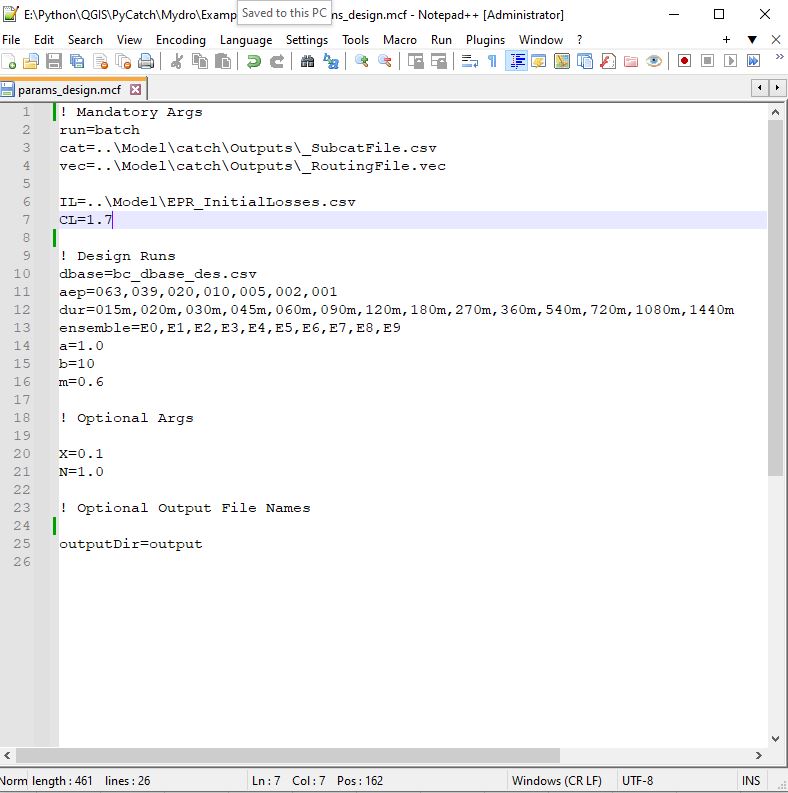 E:\Python\QGIS\PyCatch\Mydro\Examp Saved to this PC ms_design.mcf - Notepad++ [Administrator]
File Edit Search View Encoding Language Settings Tools Macro Run Plugins Window ? + ▼ X
params_design.mcf
1 ! Mandatory Args
2 run=batch
3 cat=..\Model\catch\Outputs\_SubcatFile.csv
4 vec=..\Model\catch\Outputs\_RoutingFile.vec
5
6 IL=..\Model\EPR_InitialLosses.csv
7 CL=1.7
8
9 ! Design Runs
10 dbase=bc_dbase_des.csv
11 aep=063,039,020,010,005,002,001
12 dur=015m,020m,030m,045m,060m,090m,120m,180m,270m,360m,540m,720m,1080m,1440m
13 ensemble=E0,E1,E2,E3,E4,E5,E6,E7,E8,E9
14 a=1.0
15 b=10
16 m=0.6
17
18 ! Optional Args
19
20 X=0.1
21 N=1.0
22
23 ! Optional Output File Names
24
25 outputDir=output
26
Norm length : 461 lines : 26 Ln : 7 Col : 7 Pos : 162 Windows (CR LF) UTF-8 INS